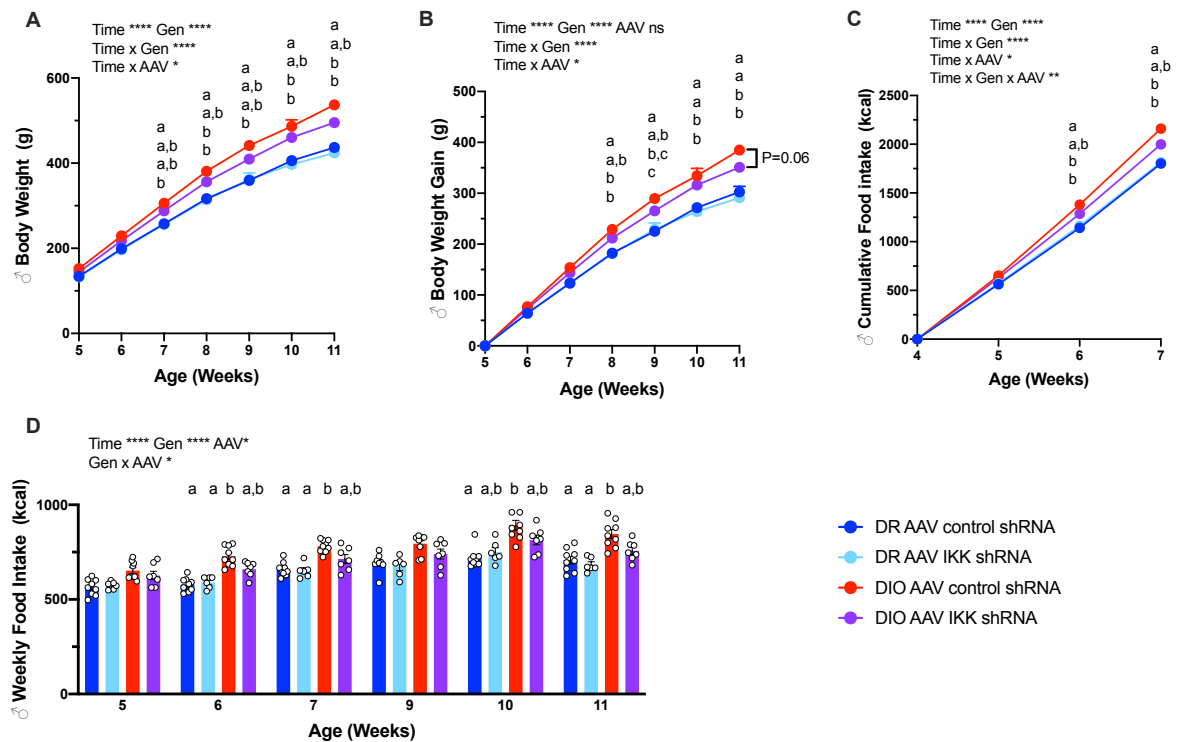 A
Time **** Gen ****
Time x Gen ****
Time x AAV *
a
a,b
a,b
b
a
a,b
b
b
a
a,b
a,b
b
a
a,b
b
b
a
a,b
b
b
600
400
200
0
♂ Body Weight (g)
5 6 7 8 9 10 11
Age (Weeks)
B
Time **** Gen **** AAV ns
Time x Gen ****
Time x AAV *
a
a,b
b
b
a
a,b
b,c
c
a
a
b
b
a
a
b
b
P=0.06
500
400
300
200
100
0
♂ Body Weight Gain (g)
5 6 7 8 9 10 11
Age (Weeks)
C
Time **** Gen ****
Time x Gen ****
Time x AAV *
Time x Gen x AAV **
a
a,b
b
b
a
a,b
b
b
2500
2000
1500
1000
500
0
♂ Cumulative Food intake (kcal)
4 5 6 7
Age (Weeks)
D
Time **** Gen **** AAV*
Gen x AAV *
a a b a,b a a b a,b a a,b b a,b a a b a,b
1000
500
0
♂ Weekly Food Intake (kcal)
5 6 7 9 10 11
Age (Weeks)
DR AAV control shRNA
DR AAV IKK shRNA
DIO AAV control shRNA
DIO AAV IKK shRNA